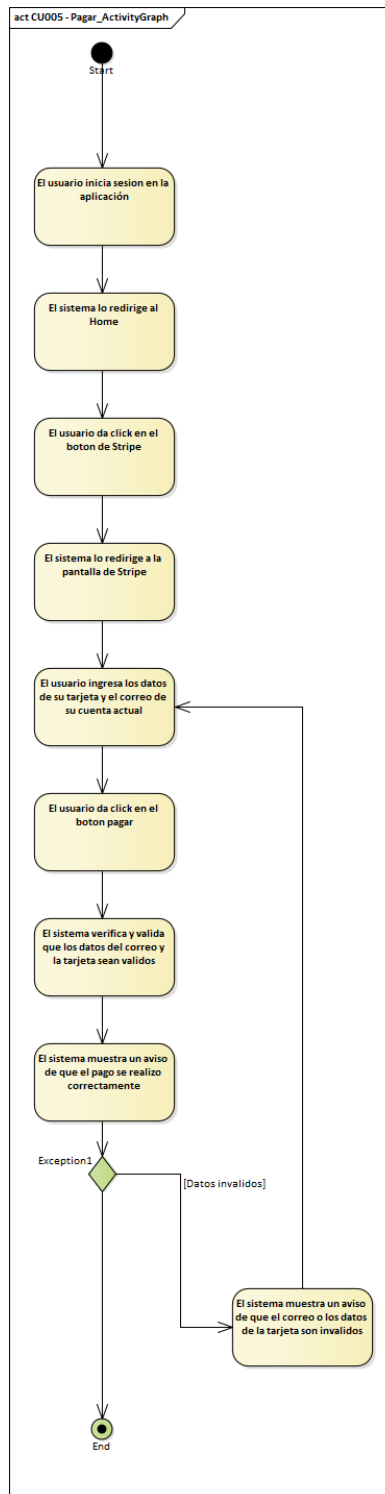 act CU005 - Pagar_ActivityGraph
Start
El usuario inicia sesion en la
aplicación
El sistema lo redirige al
Home
El usuario da click en el
boton de Stripe
El sistema lo redirige a la
pantalla de Stripe
El usuario ingresa los datos
de su tarjeta y el correo de
su cuenta actual
El usuario da click en el
boton pagar
El sistema verifica y valida
que los datos del correo y
la tarjeta sean validos
El sistema muestra un aviso
de que el pago se realizo
correctamente
Exception1
[Datos invalidos]
El sistema muestra un aviso
de que el correo o los datos
de la tarjeta son invalidos
End